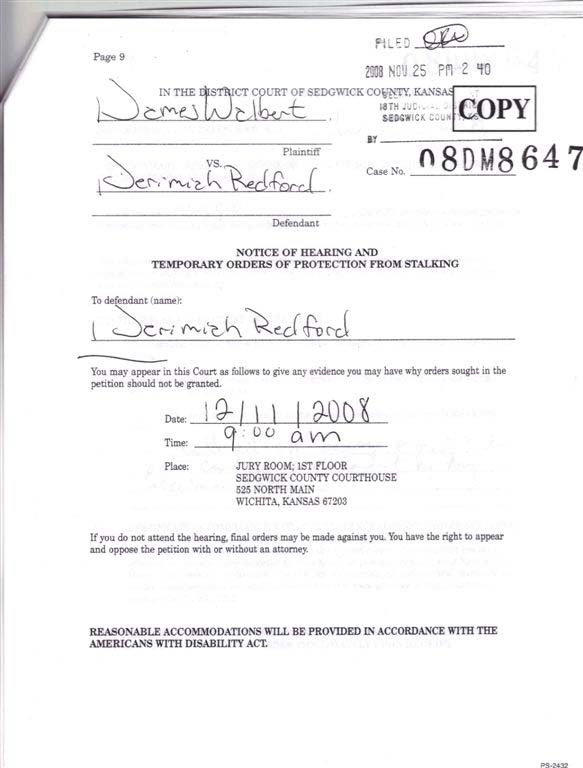 FILED
Page 9
2008 NOV 25 PM 2 40
IN THE DISTRICT COURT OF SEDGWICK COUNTY, KANSAS
18TH JUDICIAL
SEDGWICK COUNTY, KS
COPY
James Walbert
BY
Plaintiff
VS.
Case No. 08DM8647
Jerimiah Redford
Defendant
NOTICE OF HEARING AND
TEMPORARY ORDERS OF PROTECTION FROM STALKING
To defendant (name):
Jerimiah Redford
You may appear in this Court as follows to give any evidence you may have why orders sought in the
petition should not be granted.
Date: 12/11/2008
Time: 9:00 am
Place: JURY ROOM; 1ST FLOOR
SEDGWICK COUNTY COURTHOUSE
525 NORTH MAIN
WICHITA, KANSAS 67203
If you do not attend the hearing, final orders may be made against you. You have the right to appear
and oppose the petition with or without an attorney.
REASONABLE ACCOMMODATIONS WILL BE PROVIDED IN ACCORDANCE WITH THE
AMERICANS WITH DISABILITY ACT.
PS-2432